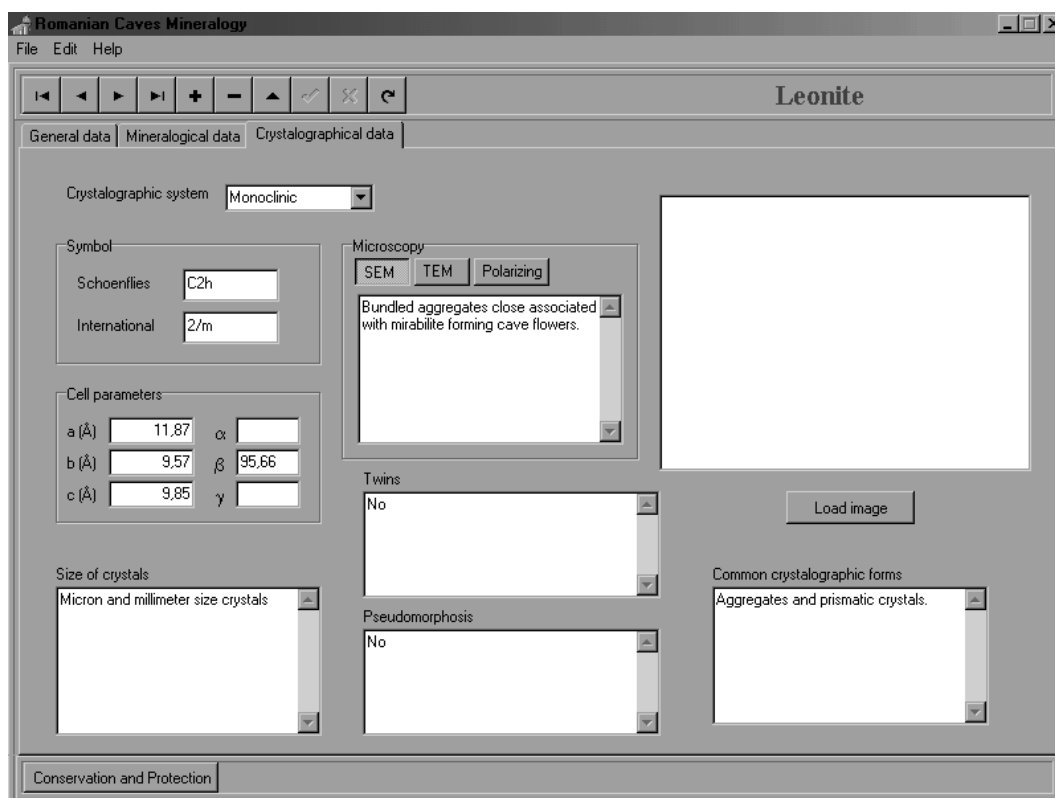 Romanian Caves Mineralogy
File Edit Help
Leonite
General data Mineralogical data Crystalographical data
Crystalographic system Monoclinic
Symbol
Schoenflies C2h
International 2/m
Microscopy
SEM TEM Polarizing
Bundled aggregates close associated
with mirabilite forming cave flowers.
Cell parameters
a (Å) 11,87 α
b (Å) 9,57 β 95,66
c (Å) 9,85 γ
Twins
No
Load image
Size of crystals
Micron and millimeter size crystals
Pseudomorphosis
No
Common crystalographic forms
Aggregates and prismatic crystals.
Conservation and Protection